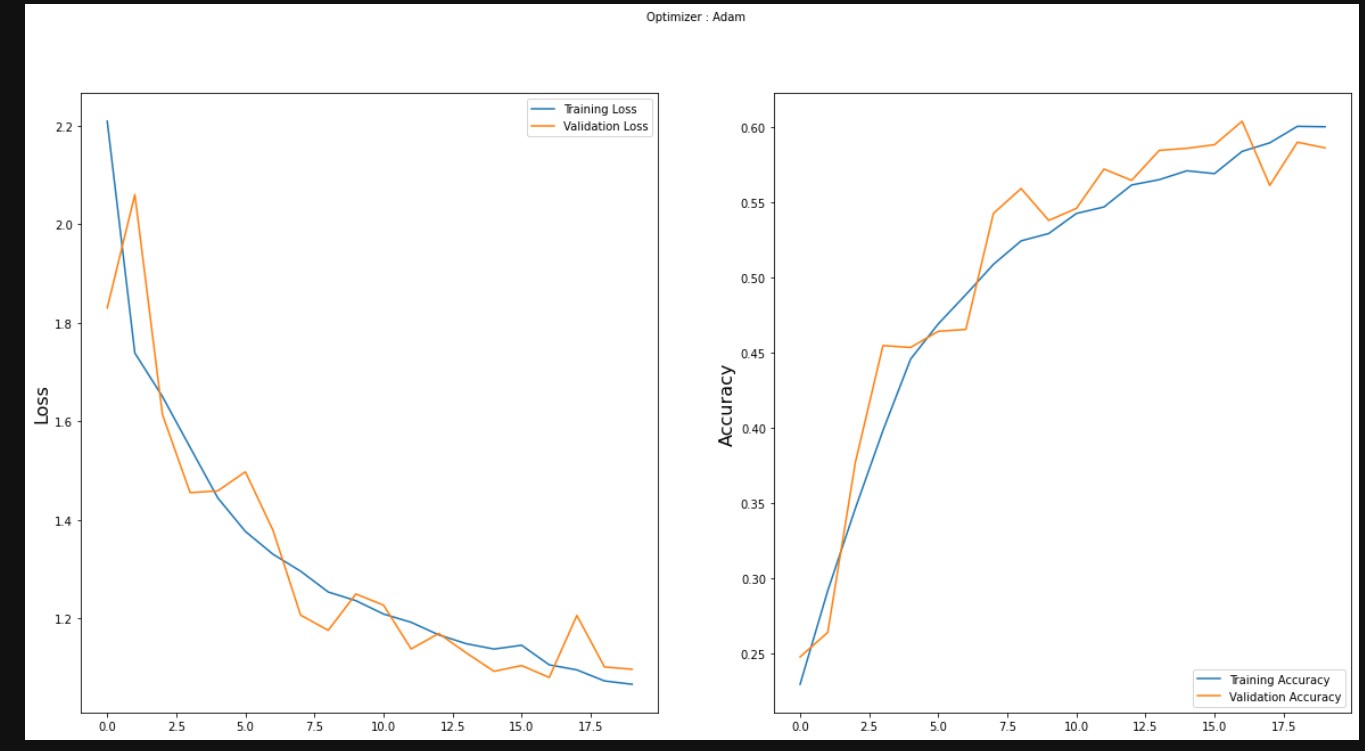 Optimizer : Adam
Training Loss
Validation Loss
Loss
2.2
2.0
1.8
1.6
1.4
1.2
0.0 2.5 5.0 7.5 10.0 12.5 15.0 17.5
Accuracy
0.60
0.55
0.50
0.45
0.40
0.35
0.30
0.25
Training Accuracy
Validation Accuracy
0.0 2.5 5.0 7.5 10.0 12.5 15.0 17.5